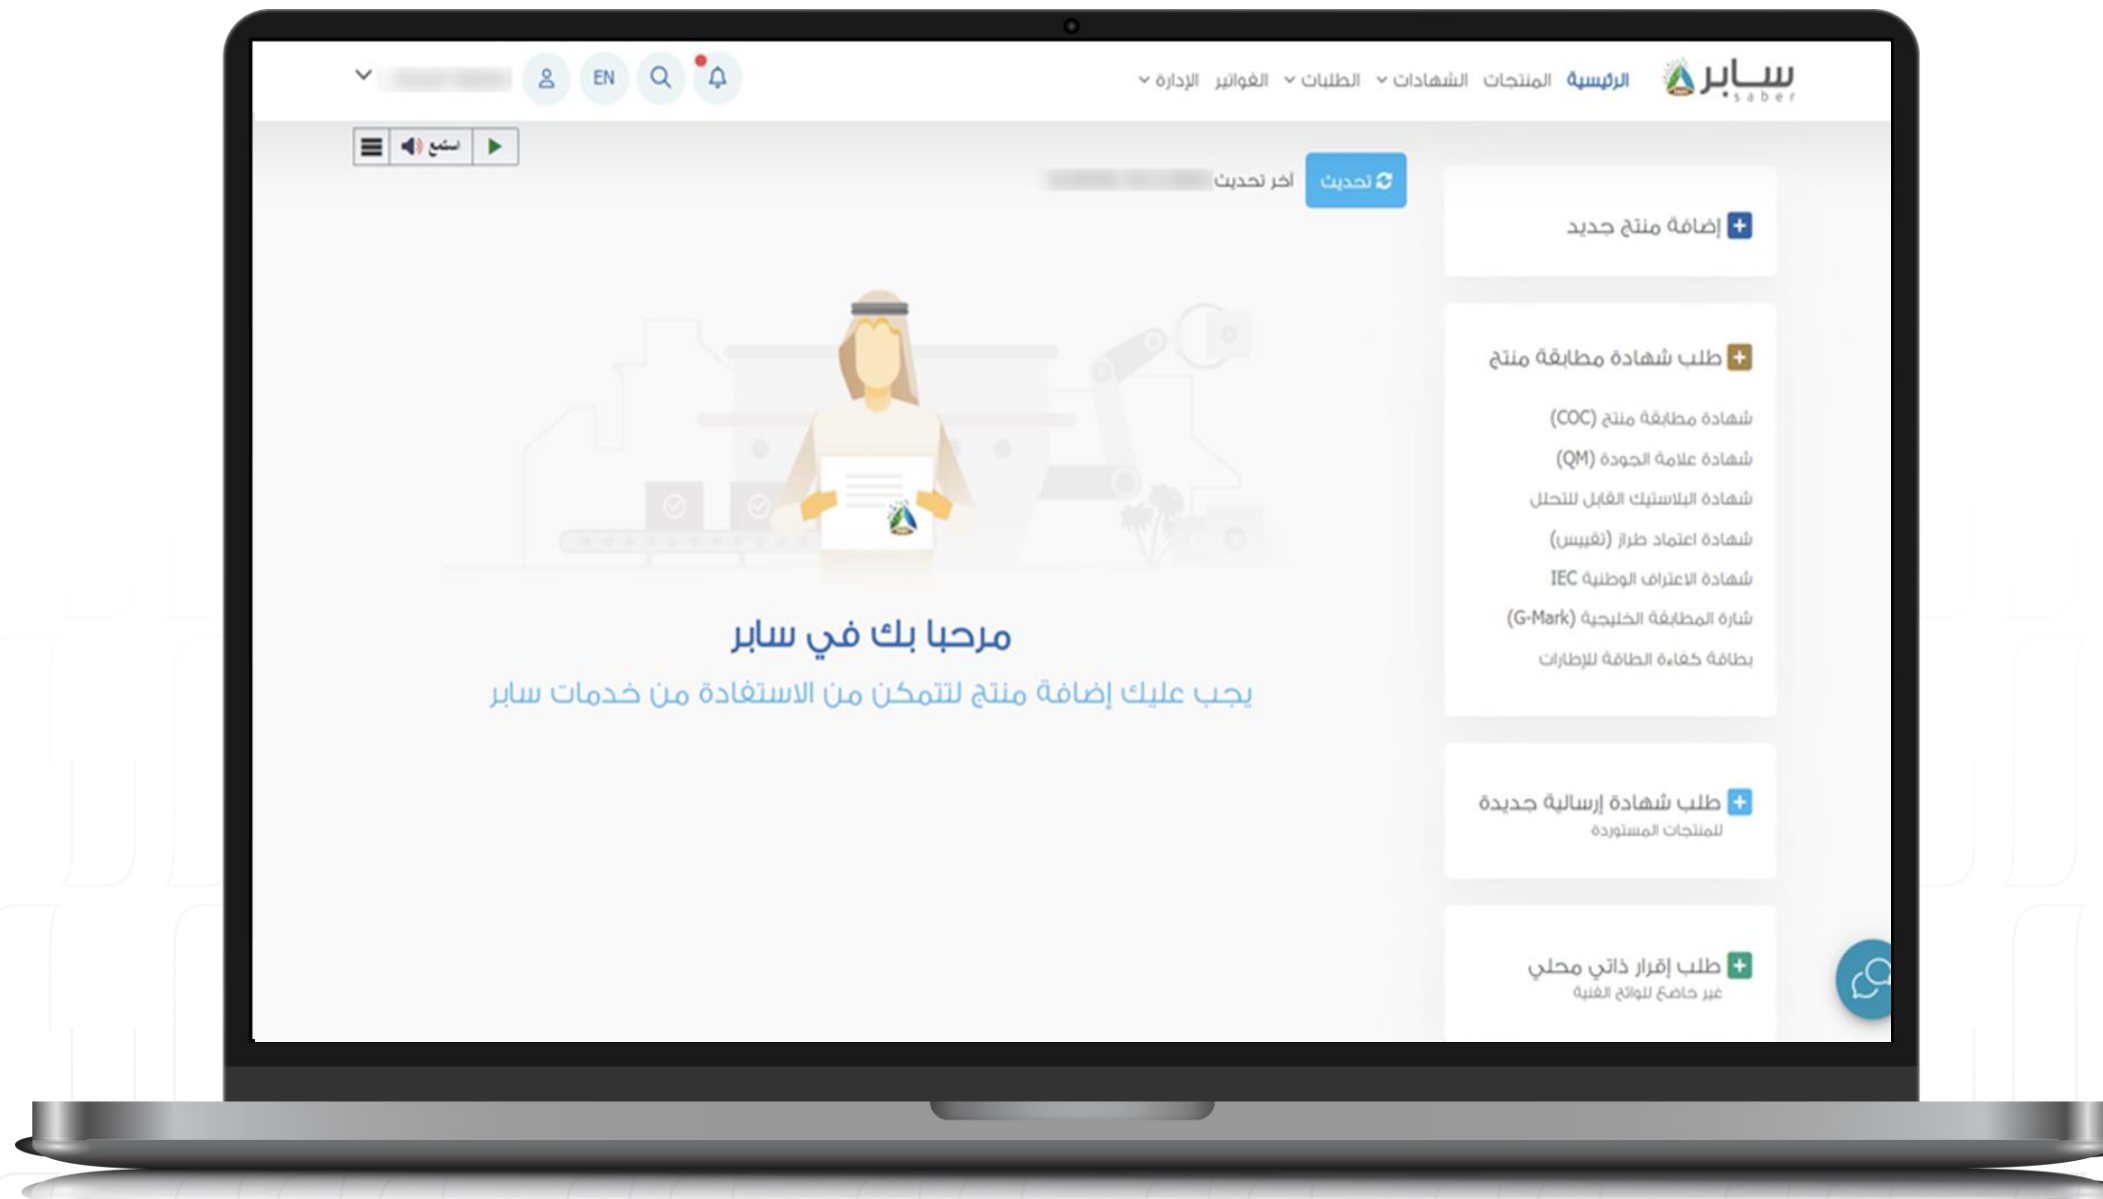 سابر
saber
الرئيسية المنتجات الشهادات الطلبات الفواتير الإدارة
EN
استمع
تحديث
آخر تحديث
إضافة منتج جديد
طلب شهادة مطابقة منتج
شهادة مطابقة منتج (COC)
شهادة علامة الجودة (QM)
شهادة البلاستيك القابل للتحلل
شهادة اعتماد طراز (تقييس)
شهادة الاعتراف الوطنية IEC
شارة المطابقة الخليجية (G-Mark)
بطاقة كفاءة الطاقة للإطارات
طلب شهادة إرسالية جديدة
للمنتجات المستوردة
طلب إقرار ذاتي محلي
غير خاضع للوائح الفنية
مرحبا بك في سابر
يجب عليك إضافة منتج لتتمكن من الاستفادة من خدمات سابر